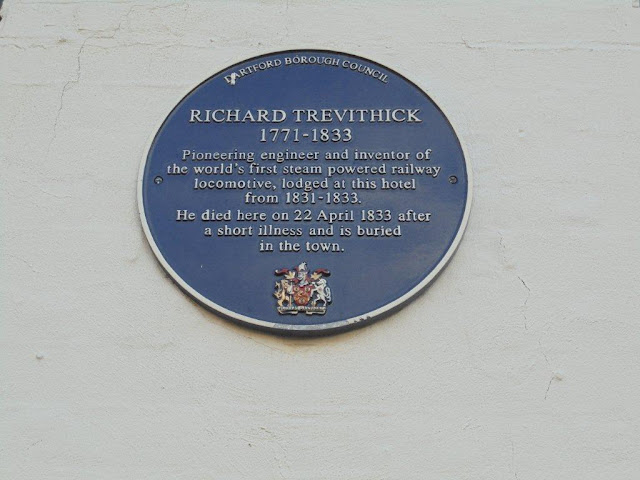 DARTFORD BOROUGH COUNCIL
RICHARD TREVITHICK
1771-1833
Pioneering engineer and inventor of
the world's first steam powered railway
locomotive, lodged at this hotel
from 1831-1833.
He died here on 22 April 1833 after
a short illness and is buried
in the town.